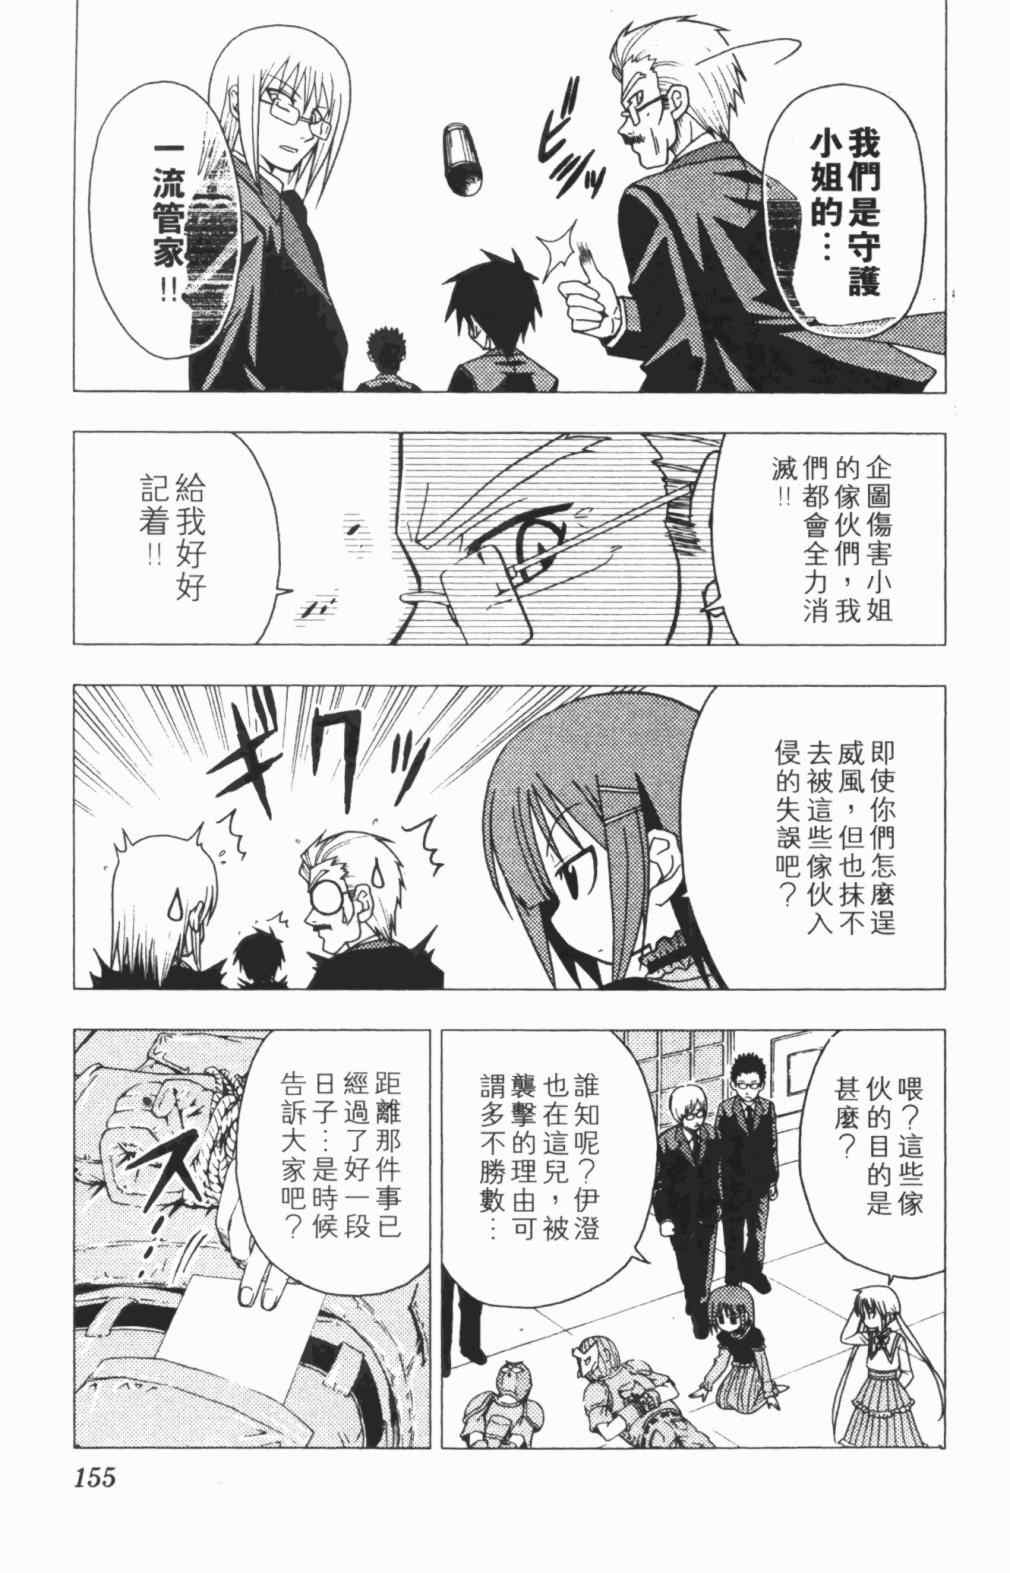 我們是守護
小姐的…
一流管家!!
企圖傷害小姐
的傢伙們，我
們都會全力消
滅!!
給我好好
記着!!
即使你們怎麼逞
威風，但也抹不
去被這些傢伙入
侵的失誤吧？
ギク
喂？這些傢
伙的目的是
甚麼？
誰知呢？伊澄
也在這兒，被
襲擊的理由可
謂多不勝數…
距離那件事已
經過了好一段
日子…是時候
告訴大家吧？
ス
155